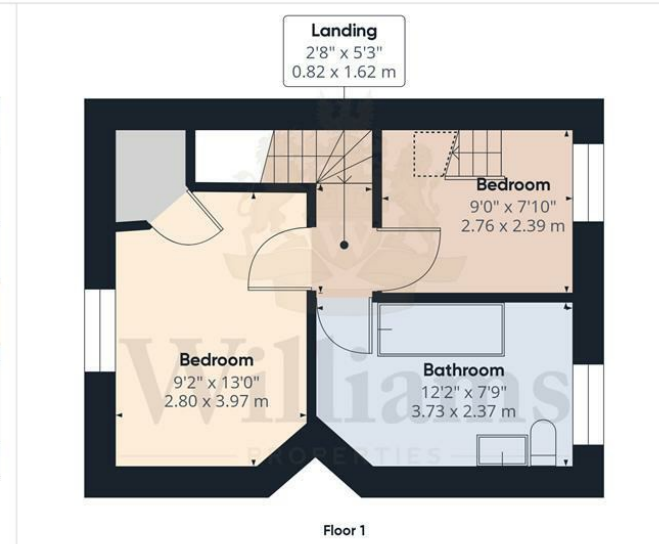 Landing
2'8" x 5'3"
0.82 x 1.62 m
Bedroom
9'0" x 7'10"
2.76 x 2.39 m
Bedroom
9'2" x 13'0"
2.80 x 3.97 m
Bathroom
12'2" x 7'9"
3.73 x 2.37 m
Williams
PROPERTIES
Floor 1